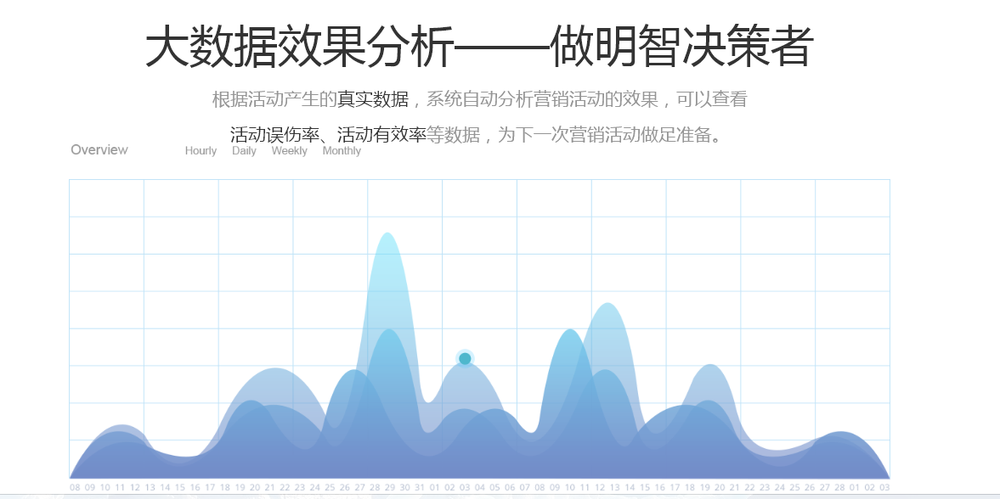 大数据效果分析——做明智决策者
根据活动产生的真实数据，系统自动分析营销活动的效果，可以查看
活动误伤率、活动有效率等数据，为下一次营销活动做足准备。
Overview Hourly Daily Weekly Monthly
08 09 10 11 12 13 14 15 16 17 18 19 20 21 22 23 24 25 26 27 28 29 30 31 01 02 03 04 05 06 07 08 09 10 11 12 13 14 15 16 17 18 19 20 21 22 23 24 25 26 27 28 01 02 03